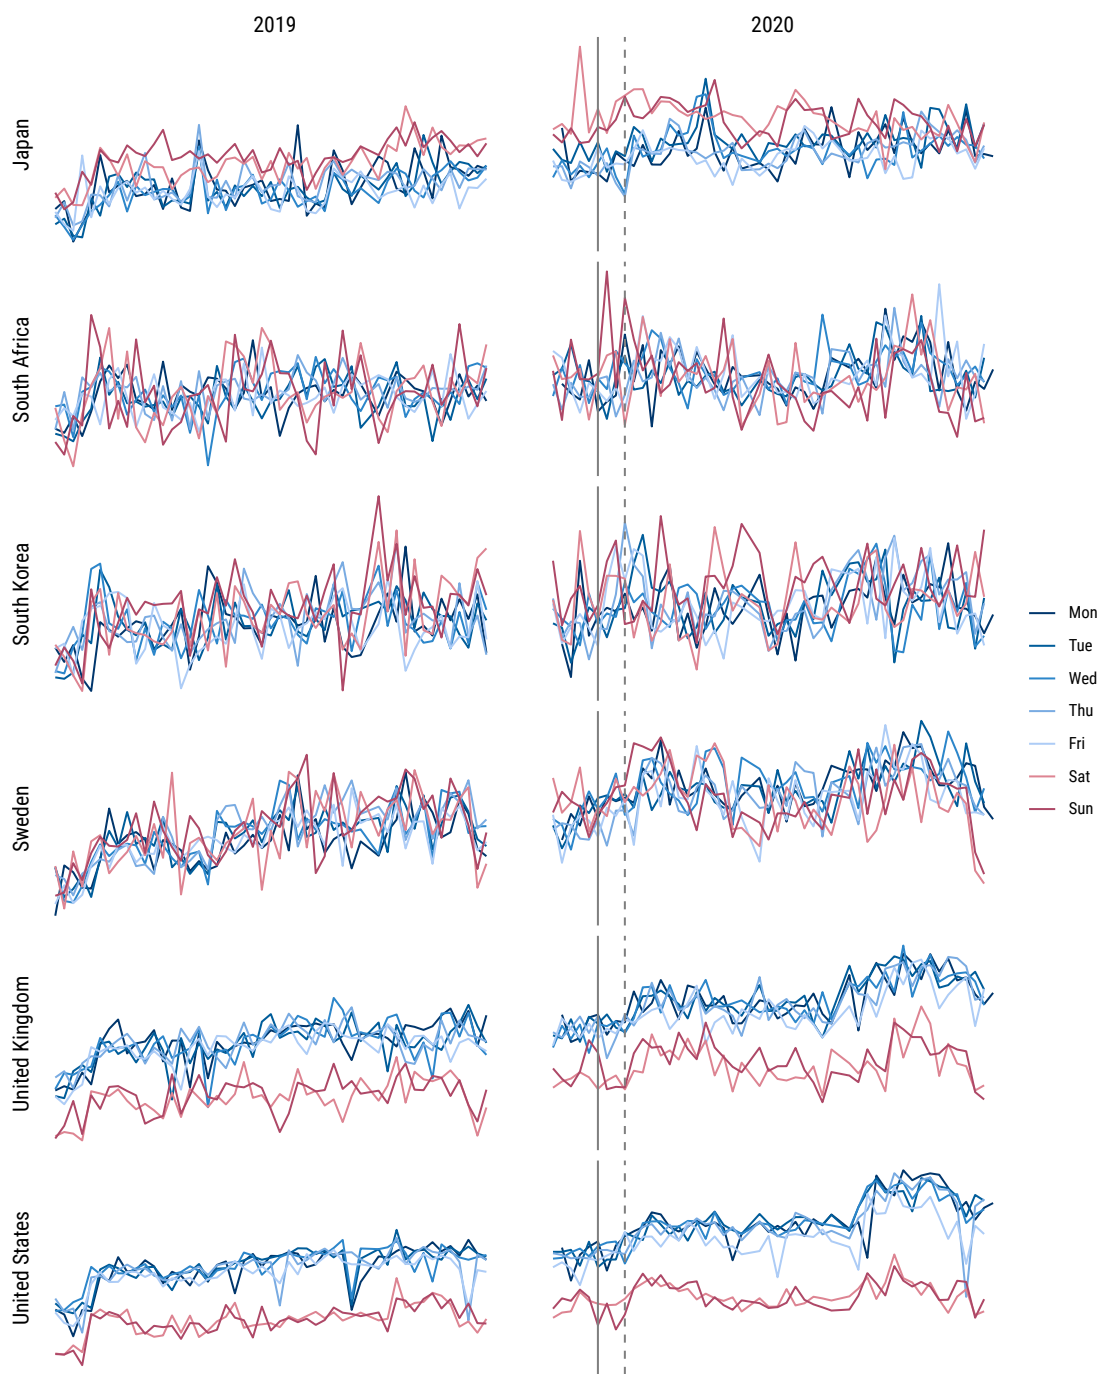 2019
2020
Japan
South Africa
South Korea
Sweden
United Kingdom
United States
Mon
Tue
Wed
Thu
Fri
Sat
Sun